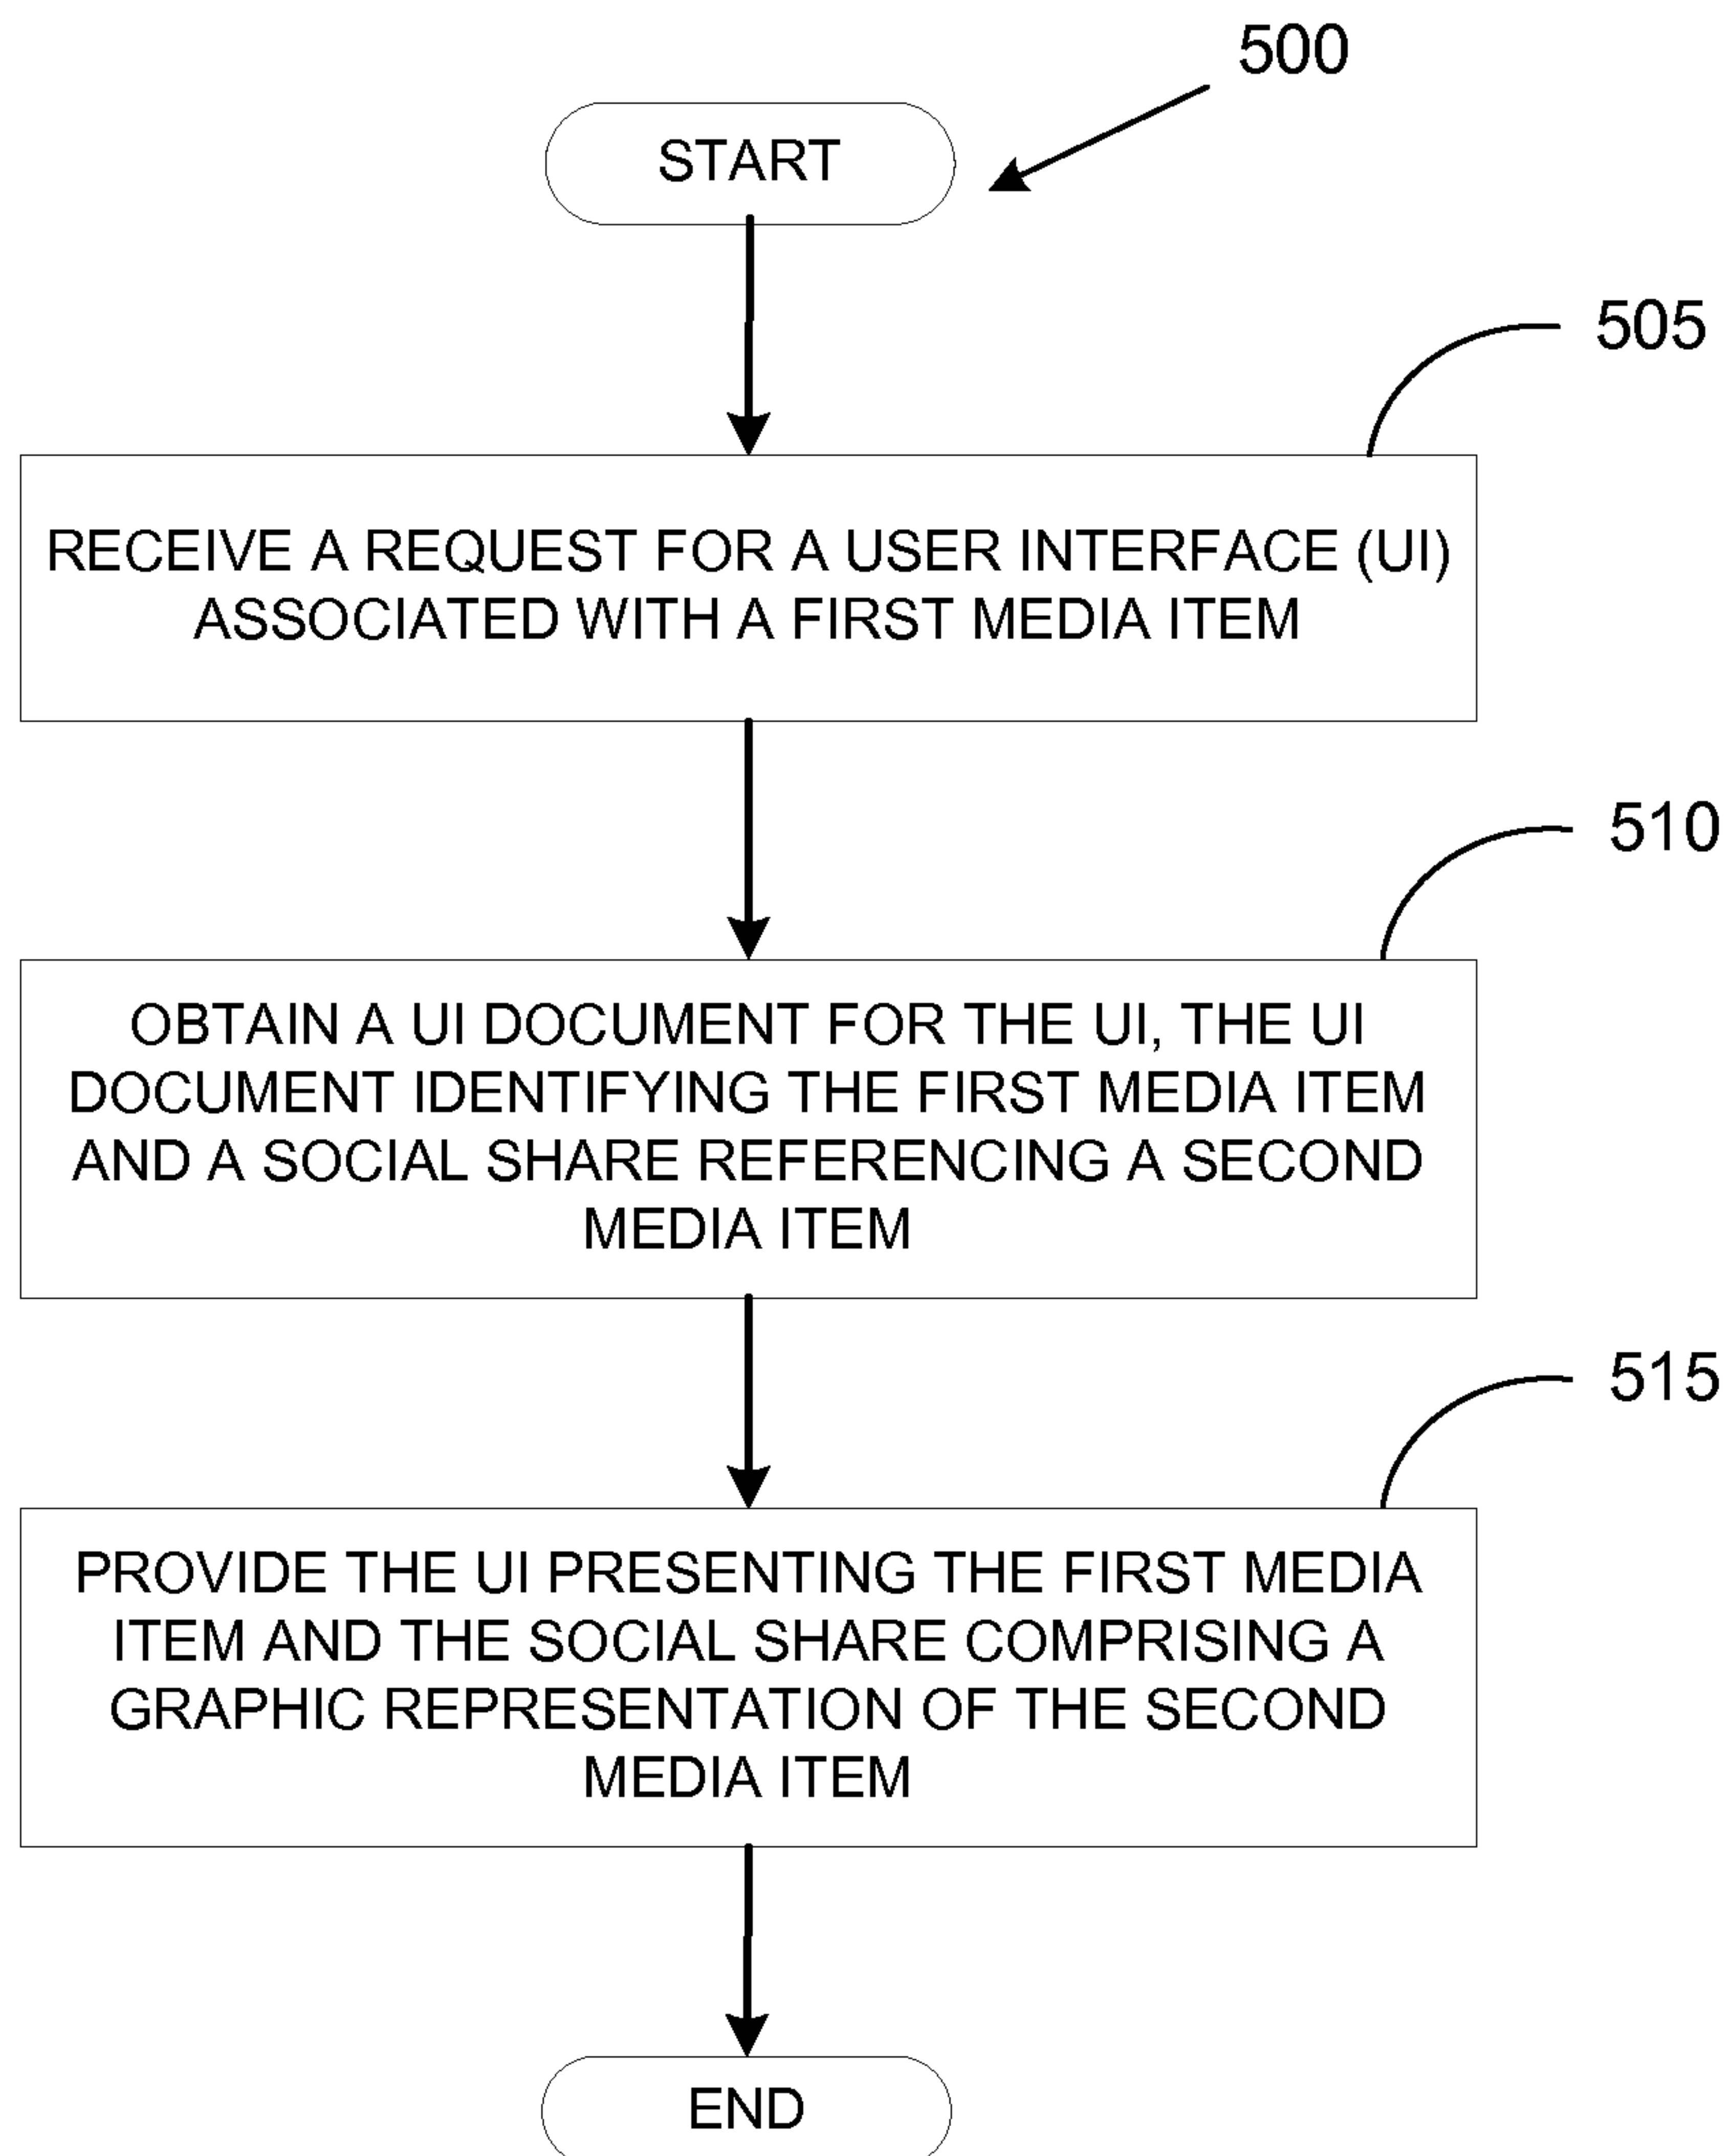 500
START
505
RECEIVE A REQUEST FOR A USER INTERFACE (UI)
ASSOCIATED WITH A FIRST MEDIA ITEM
510
OBTAIN A UI DOCUMENT FOR THE UI, THE UI
DOCUMENT IDENTIFYING THE FIRST MEDIA ITEM
AND A SOCIAL SHARE REFERENCING A SECOND
MEDIA ITEM
515
PROVIDE THE UI PRESENTING THE FIRST MEDIA
ITEM AND THE SOCIAL SHARE COMPRISING A
GRAPHIC REPRESENTATION OF THE SECOND
MEDIA ITEM
END